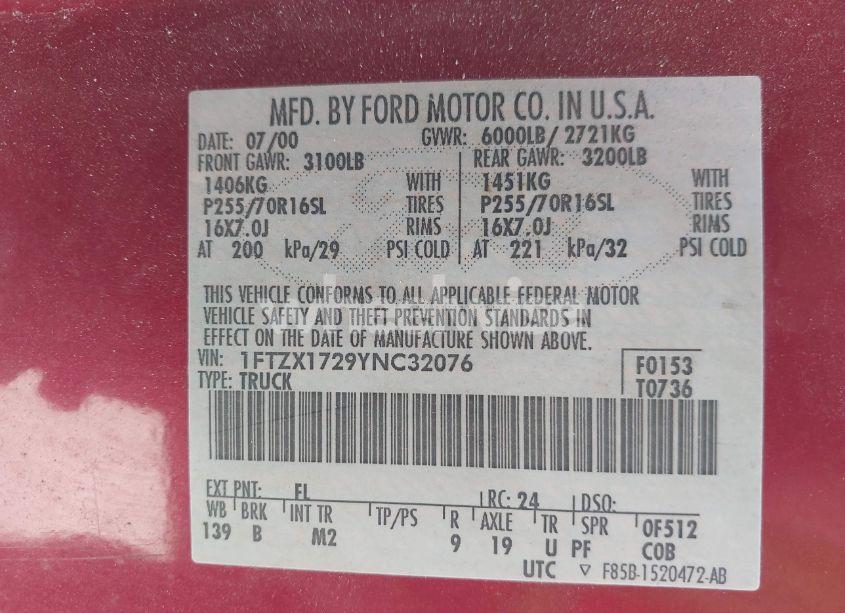 MFD. BY FORD MOTOR CO. IN U.S.A.
DATE: 07/00 GVWR: 6000LB/ 2721KG
FRONT GAWR: 3100LB REAR GAWR: 3200LB
1406KG WITH 1451KG WITH
P255/70R16SL TIRES P255/70R16SL TIRES
16X7.0J RIMS 16X7.0J RIMS
AT 200 kPa/29 PSI COLD AT 221 kPa/32 PSI COLD
THIS VEHICLE CONFORMS TO ALL APPLICABLE FEDERAL MOTOR
VEHICLE SAFETY AND THEFT PREVENTION STANDARDS IN
EFFECT ON THE DATE OF MANUFACTURE SHOWN ABOVE.
VIN: 1FTZX1729YNC32076 F0153
TYPE: TRUCK T0736
EXT PNT: FL RC: 24 DSO:
WB BRK INT TR TP/PS R AXLE TR SPR 0F512
139 B M2 9 19 U PF COB
UTC ▽ F85B-1520472-AB